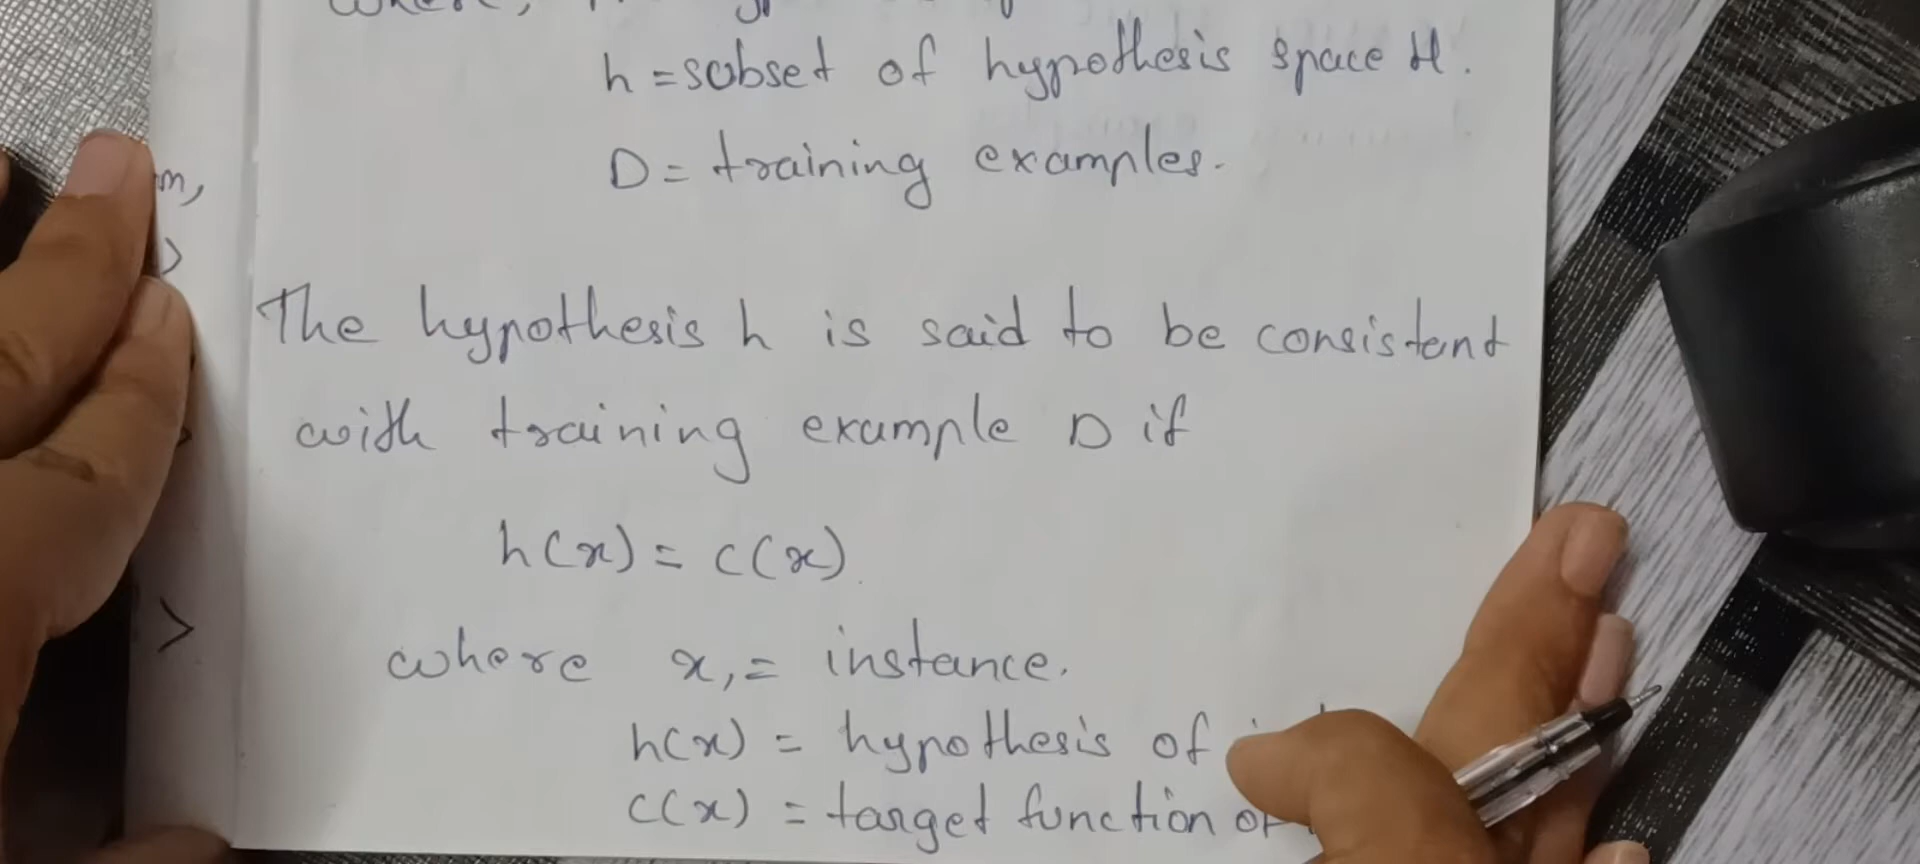 h = subset of hypothesis space H.
D = training examples.
m,
>
The hypothesis h is said to be consistent
with training example D if
h(x) = c(x).
>
where x, = instance.
h(x) = hypothesis of
c(x) = target function of